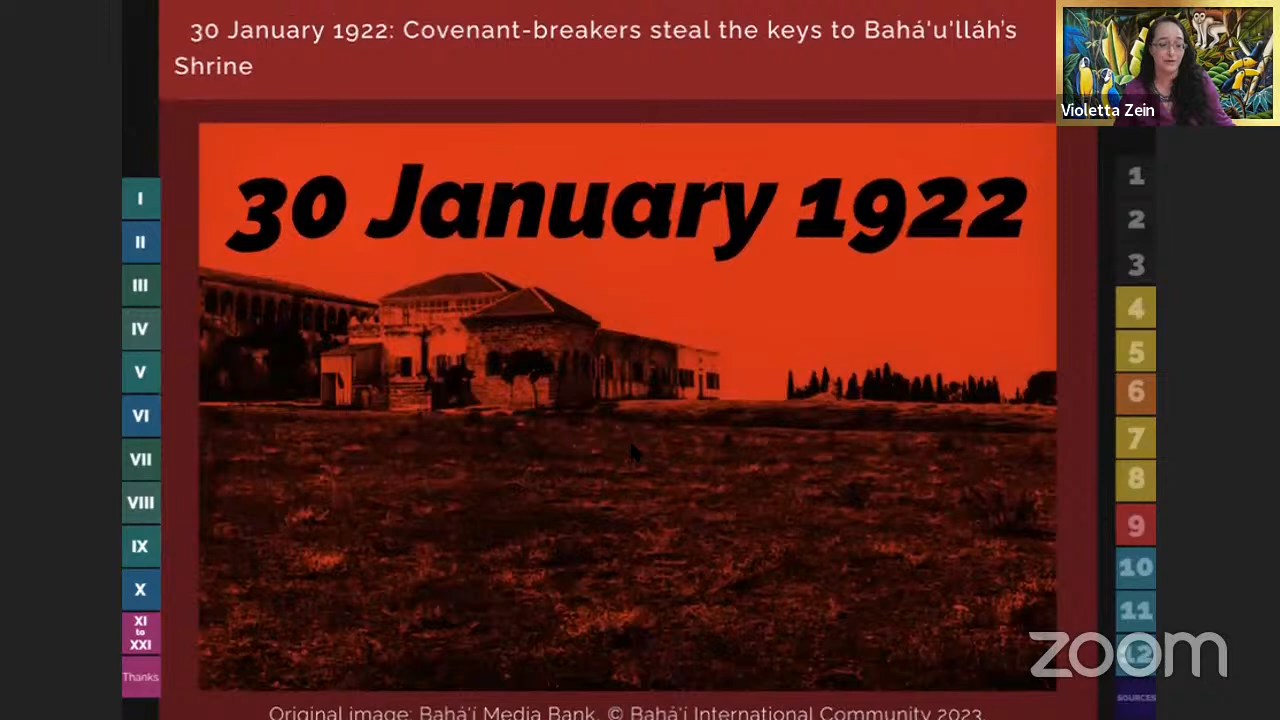 30 January 1922: Covenant-breakers steal the keys to Bahá'u'lláh's
Shrine
Violetta Zein
30 January 1922
I
II
III
IV
V
VI
VII
VIII
IX
X
XI
to
XXI
Thanks
1
2
3
4
5
6
7
8
9
10
11
12
SOURCES
zoom
Original image: Bahá'í Media Bank, © Bahá'í International Community 2023.